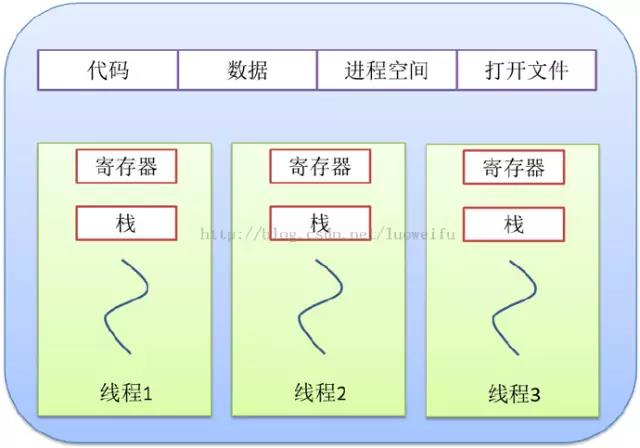 代码 数据 进程空间 打开文件
寄存器 寄存器 寄存器
栈 栈 栈
http://blog.csdn.net/luoweifu
线程1 线程2 线程3